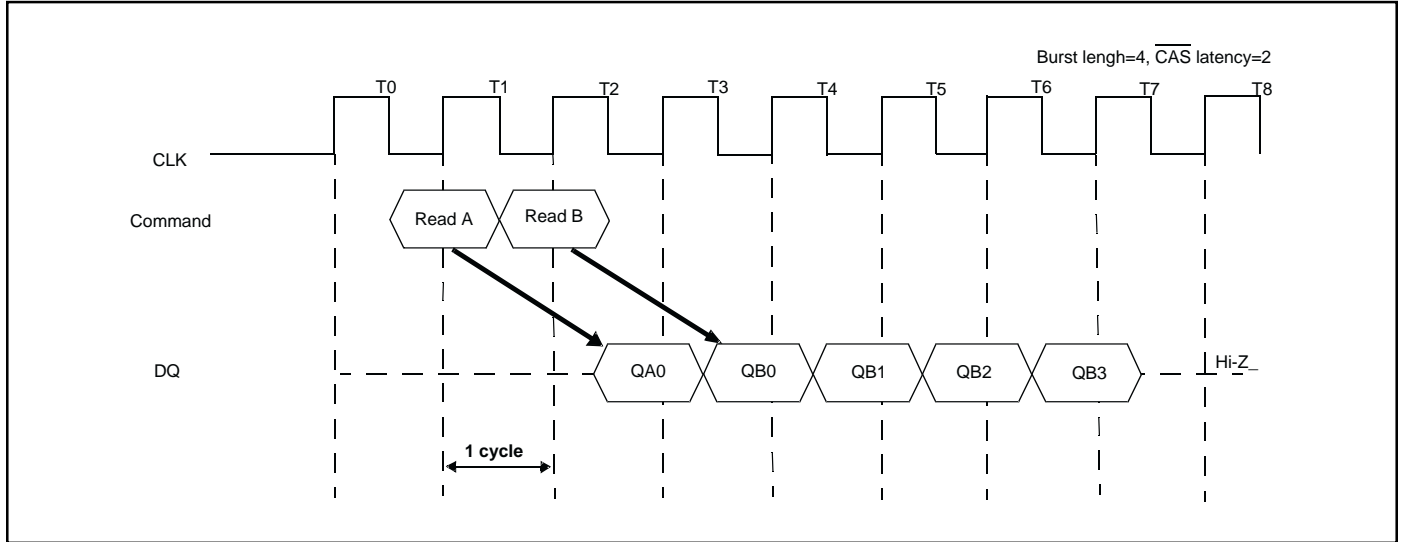 Burst lengh=4, CAS latency=2
T0 T1 T2 T3 T4 T5 T6 T7 T8
CLK
Command
Read A Read B
DQ
QA0 QB0 QB1 QB2 QB3
Hi-Z_
1 cycle